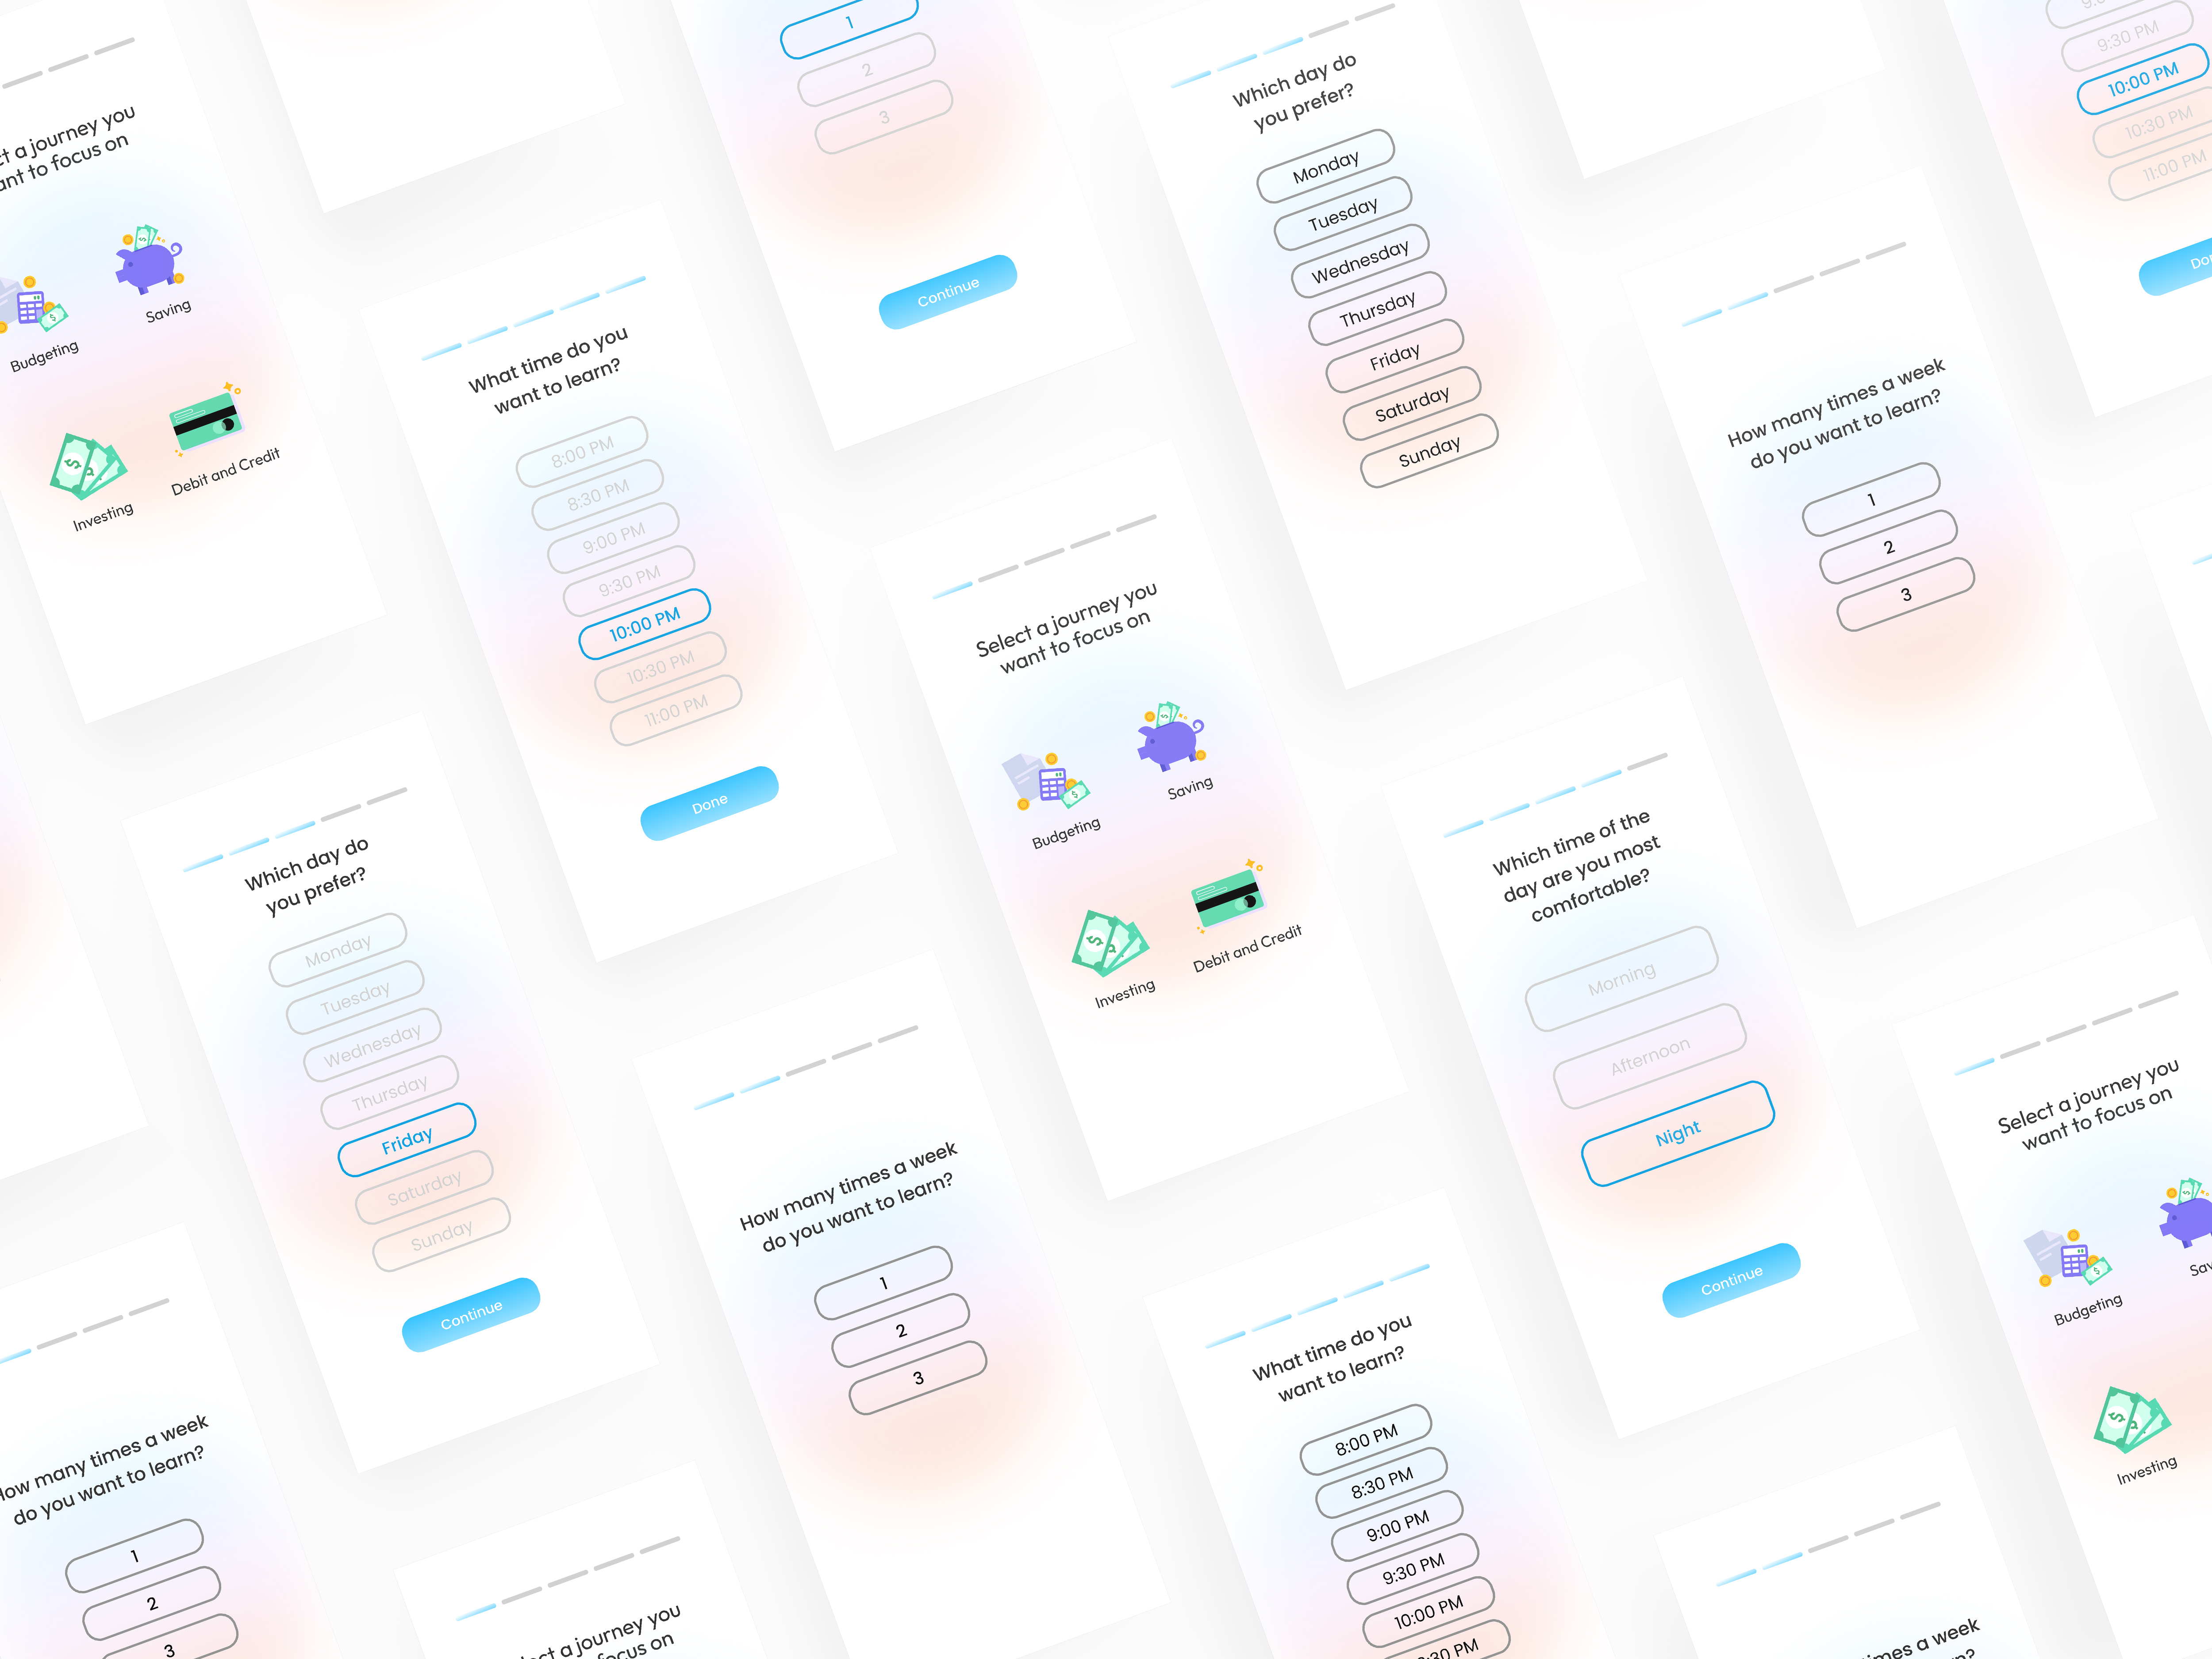 ct a journey you
ant to focus on
Budgeting
Saving
Investing
Debit and Credit
What time do you
want to learn?
8:00 PM
8:30 PM
9:00 PM
9:30 PM
10:00 PM
10:30 PM
11:00 PM
Done
1
2
3
Continue
Which day do
you prefer?
Monday
Tuesday
Wednesday
Thursday
Friday
Saturday
Sunday
How many times a week
do you want to learn?
1
2
3
9:30 PM
10:00 PM
10:30 PM
11:00 PM
Which day do
you prefer?
Monday
Tuesday
Wednesday
Thursday
Friday
Saturday
Sunday
Continue
Select a journey you
want to focus on
Budgeting
Saving
Investing
Debit and Credit
Which time of the
day are you most
comfortable?
Morning
Afternoon
Night
Continue
How many times a week
do you want to learn?
1
2
3
How many times a week
do you want to learn?
1
2
3
What time do you
want to learn?
8:00 PM
8:30 PM
9:00 PM
9:30 PM
10:00 PM
:30 PM
Select a journey you
want to focus on
Budgeting
Sav
Investing
ect a journey you
focus on
imes a week